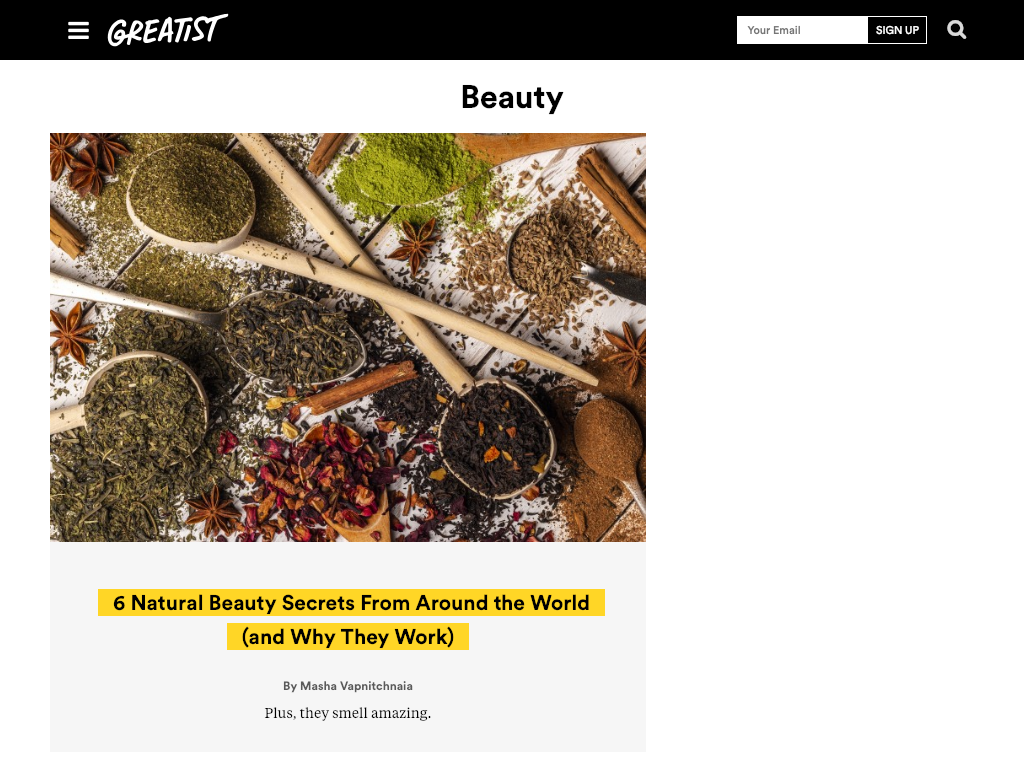 GREATIST
Your Email
SIGN UP
Beauty
6 Natural Beauty Secrets From Around the World
(and Why They Work)
By Masha Vapnitchnaia
Plus, they smell amazing.